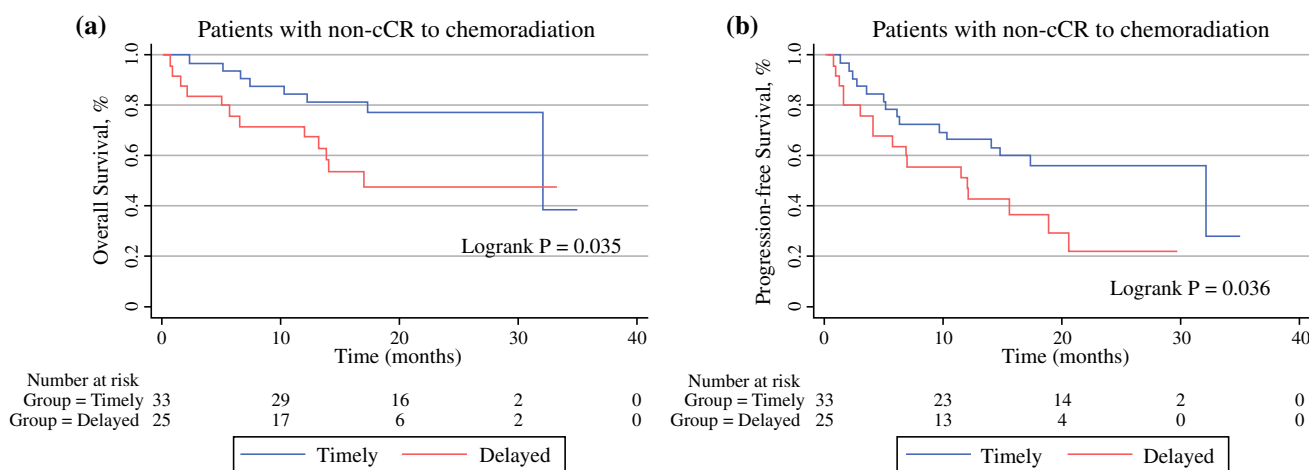 (a) Patients with non-cCR to chemoradiation
Overall Survival, %
1.0
0.8
0.6
0.4
0.2
0
0 10 20 30 40
Time (months)
Logrank P = 0.035
Number at risk
Group = Timely 33 29 16 2 0
Group = Delayed 25 17 6 2 0
Timely Delayed
(b) Patients with non-cCR to chemoradiation
Progression-free Survival, %
1.0
0.8
0.6
0.4
0.2
0
0 10 20 30 40
Time (months)
Logrank P = 0.036
Number at risk
Group = Timely 33 23 14 2 0
Group = Delayed 25 13 4 0 0
Timely Delayed